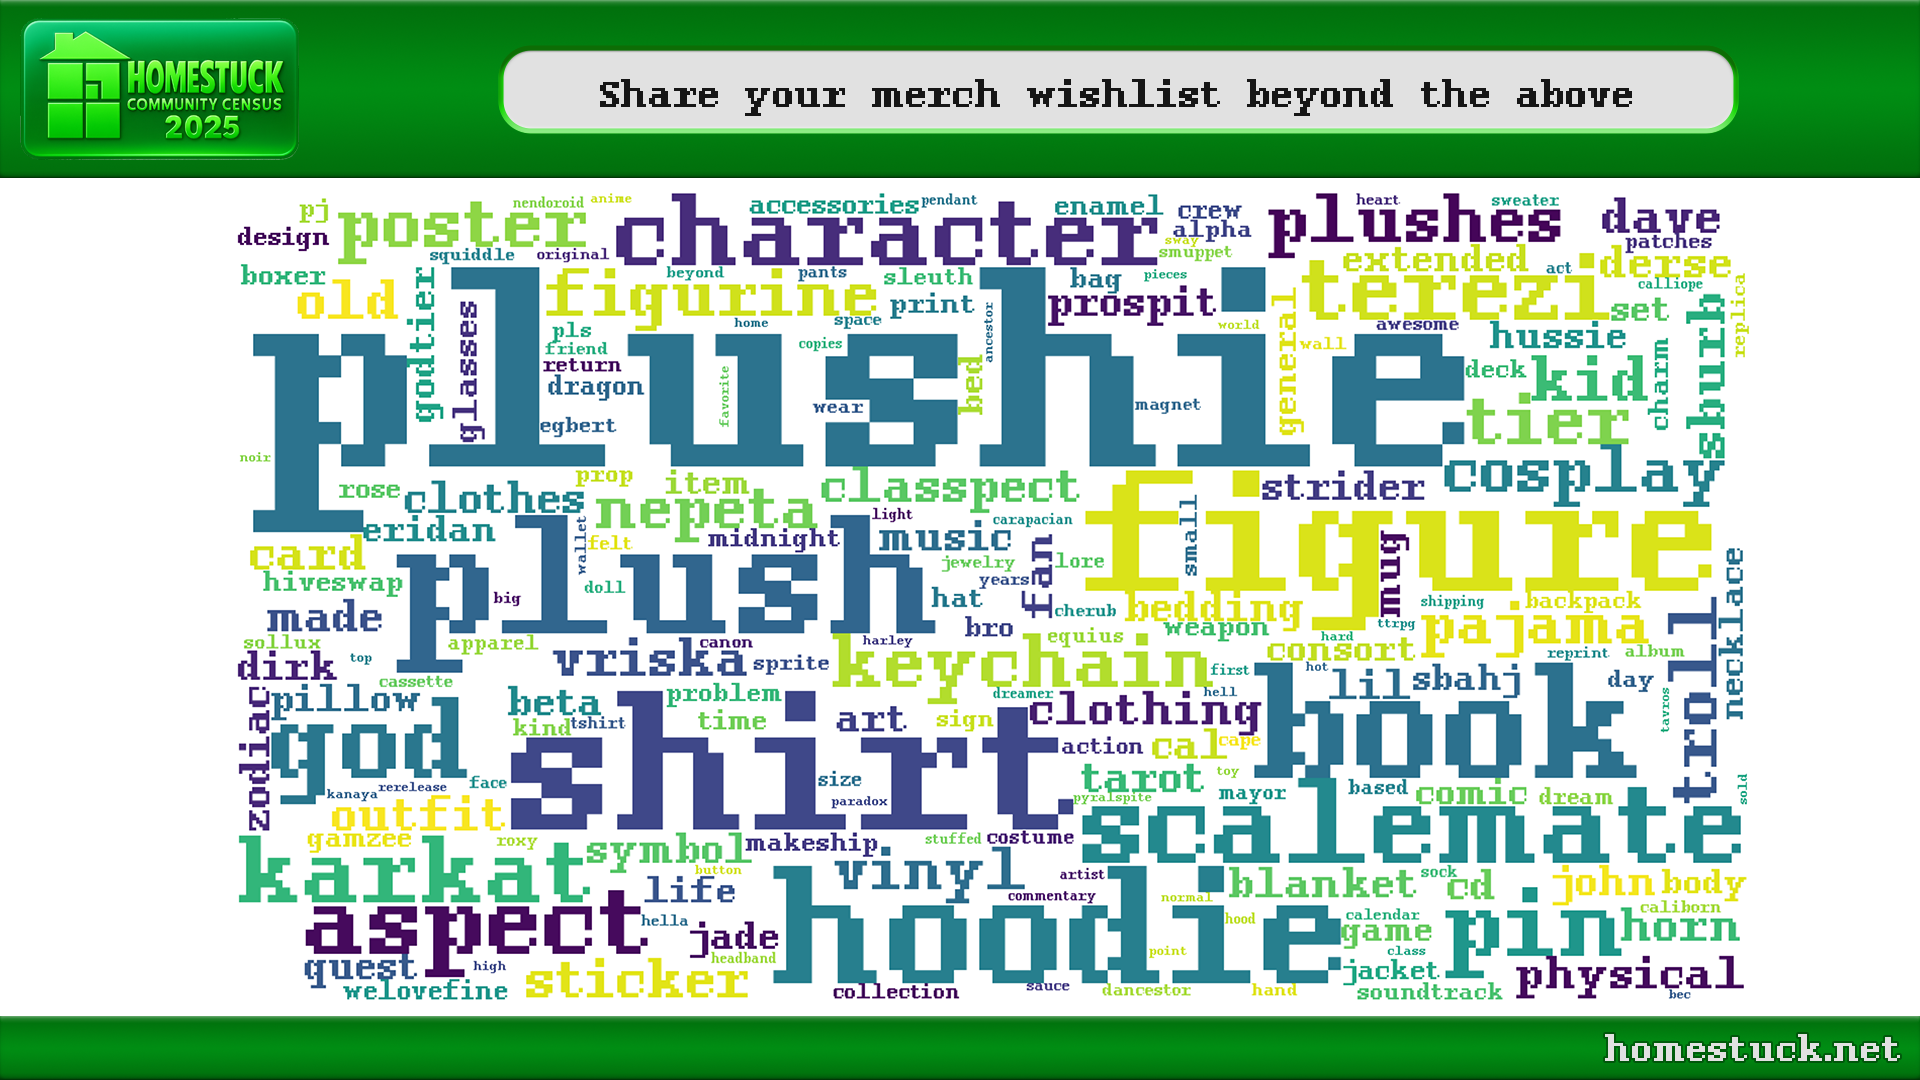 HOMESTUCK
COMMUNITY CENSUS
2025
Share your merch wishlist beyond the above
pj
poster
nendoroid
anime
character
accessories
pendant
enamel
crew
alpha
sway
smuppet
plushes
heart
sweater
dave
patches
design
squiddle
original
boxer
old
godtier
glasses
figurine
beyond
pants
sleuth
bag
pieces
prospit
print
terezi
extended
act
derse
calliope
replica
general
set
sburb
plushie
pls
friend
return
dragon
egbert
home
space
copies
favorite
wear
bed
ancestor
magnet
world
wall
awesome
hussie
deck
kid
charm
tier
cosplay
noir
rose
clothes
eridan
prop
item
nepeta
classpect
strider
figure
card
hiveswap
made
sollux
plush
wallet
felt
midnight
light
music
carapacian
small
mug
doll
big
jewelry
years
fan
lore
hat
bro
cherub
bedding
weapon
shipping
backpack
ttrpg
pajama
necklace
troll
dirk
top
apparel
cassette
vriska
canon
sprite
harley
keychain
equius
consort
hard
first
reprint
album
zodiac
pillow
god
beta
kind
tshirt
problem
time
art
sign
dreamer
clothing
hell
hot
lil
sbahj
day
tavros
book
shirt
action
cal
cape
face
kanaya
rerelease
outfit
gamzee
roxy
size
paradox
tarot
toy
pyralspite
mayor
based
comic
dream
sold
scalemate
karkat
symbol
button
makeship
stuffed
costume
aspect
life
hella
vinyl
artist
commentary
blanket
sock
cd
normal
john
body
caliborn
quest
high
welovefine
sticker
jade
headband
hoodie
collection
sauce
point
dancestor
hood
hand
calendar
game
class
jacket
soundtrack
pin
horn
physical
bec
homestuck.net